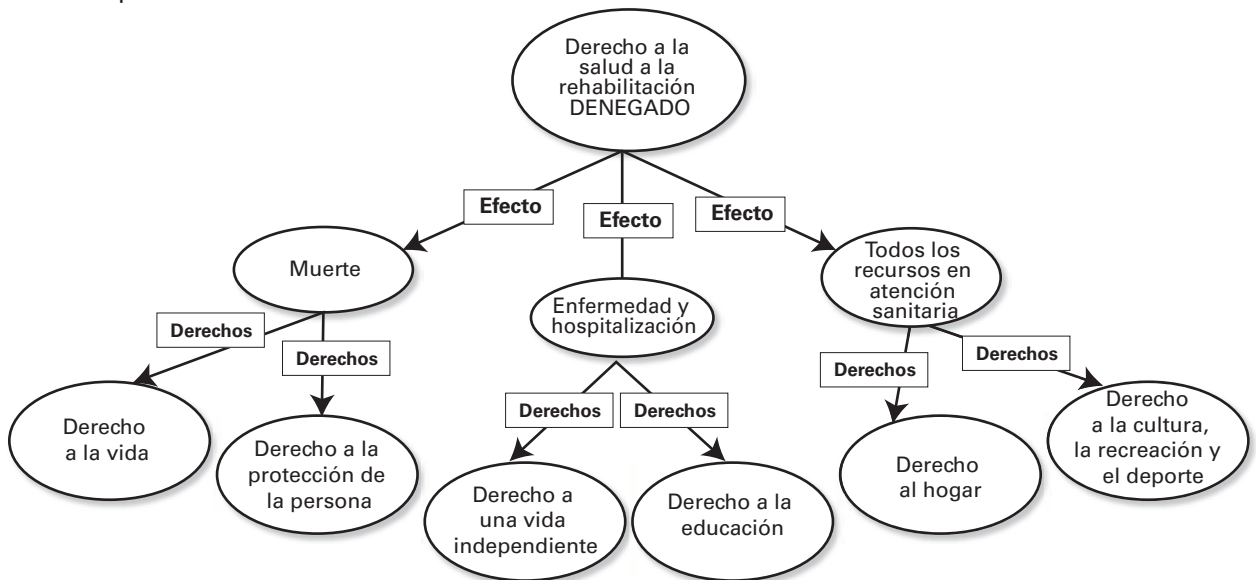 Derecho a la
salud a la
rehabilitación
DENEGADO
Efecto
Efecto
Efecto
Muerte
Enfermedad y
hospitalización
Todos los
recursos en
atención
sanitaria
Derechos
Derechos
Derechos
Derechos
Derechos
Derechos
Derecho
a la vida
Derecho a la
protección de
la persona
Derecho a
una vida
independiente
Derecho a la
educación
Derecho
al hogar
Derecho
a la cultura,
la recreación y
el deporte